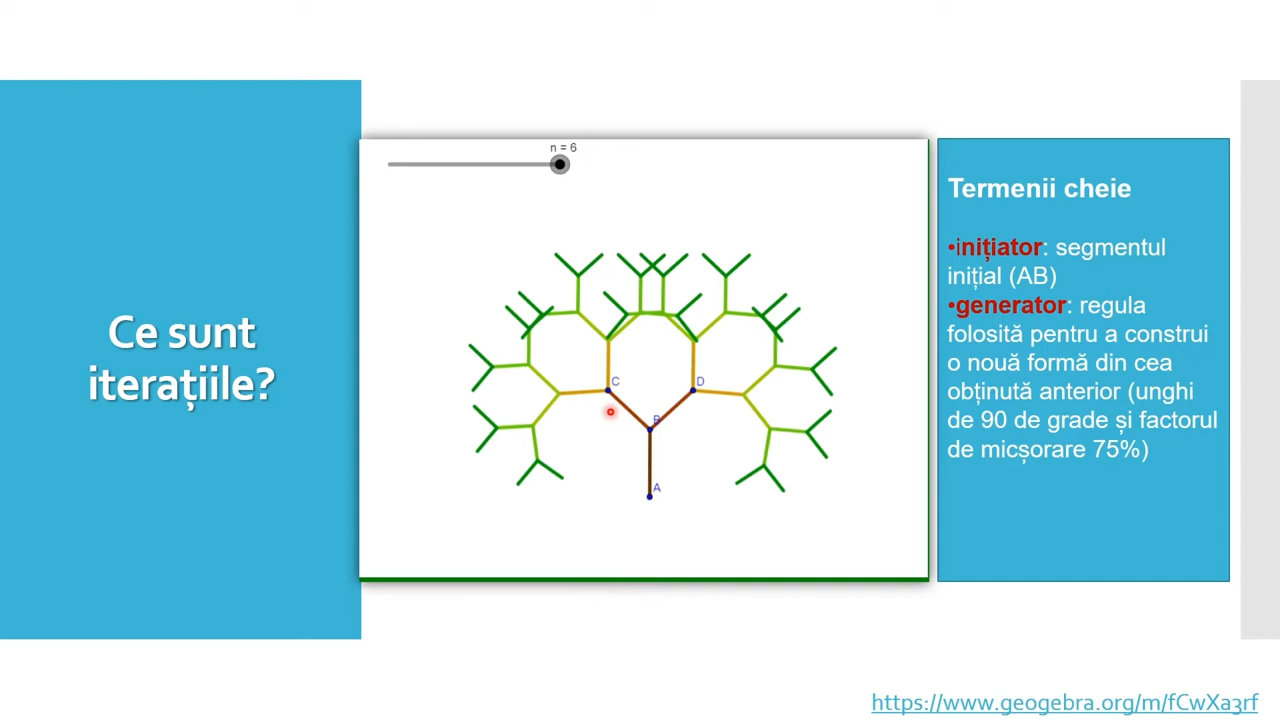 Ce sunt
iterațiile?
n = 6
C
D
B
A
Termenii cheie
•inițiator: segmentul
inițial (AB)
•generator: regula
folosită pentru a construi
o nouă formă din cea
obținută anterior (unghi
de 90 de grade și factorul
de micșorare 75%)
https://www.geogebra.org/m/fCwXa3rf